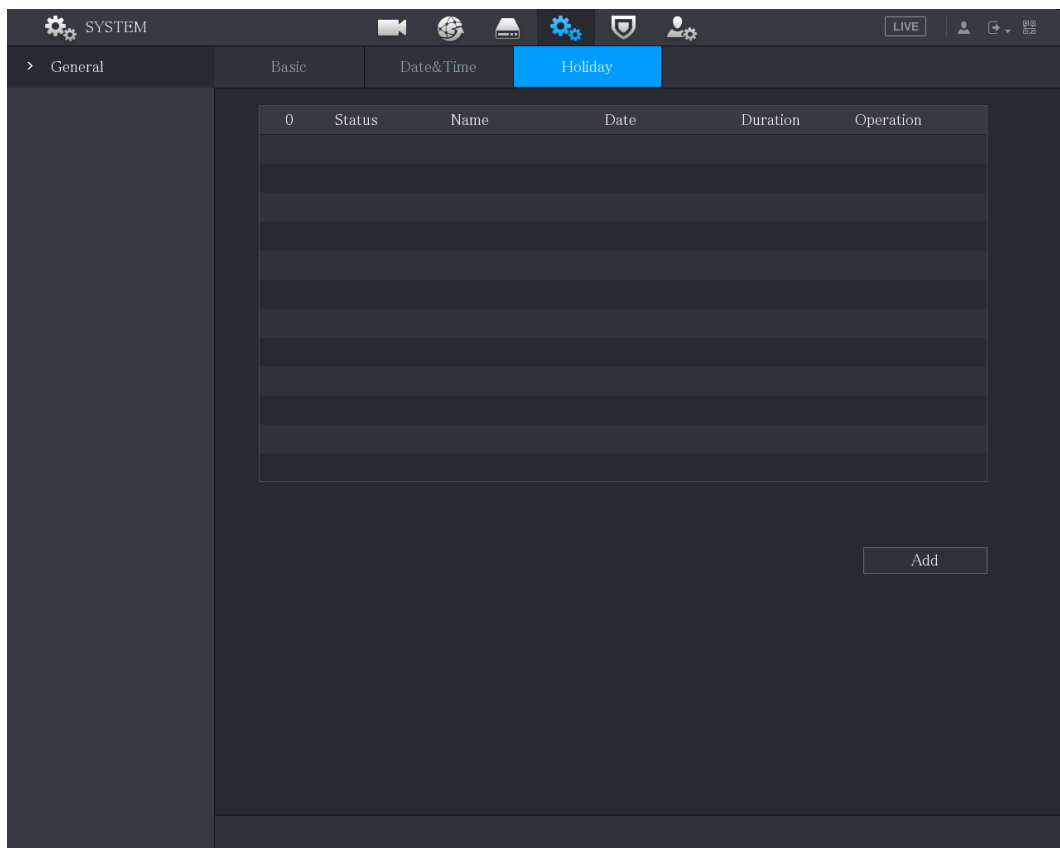 SYSTEM LIVE
General Basic Date&Time Holiday
0 Status Name Date Duration Operation
Add